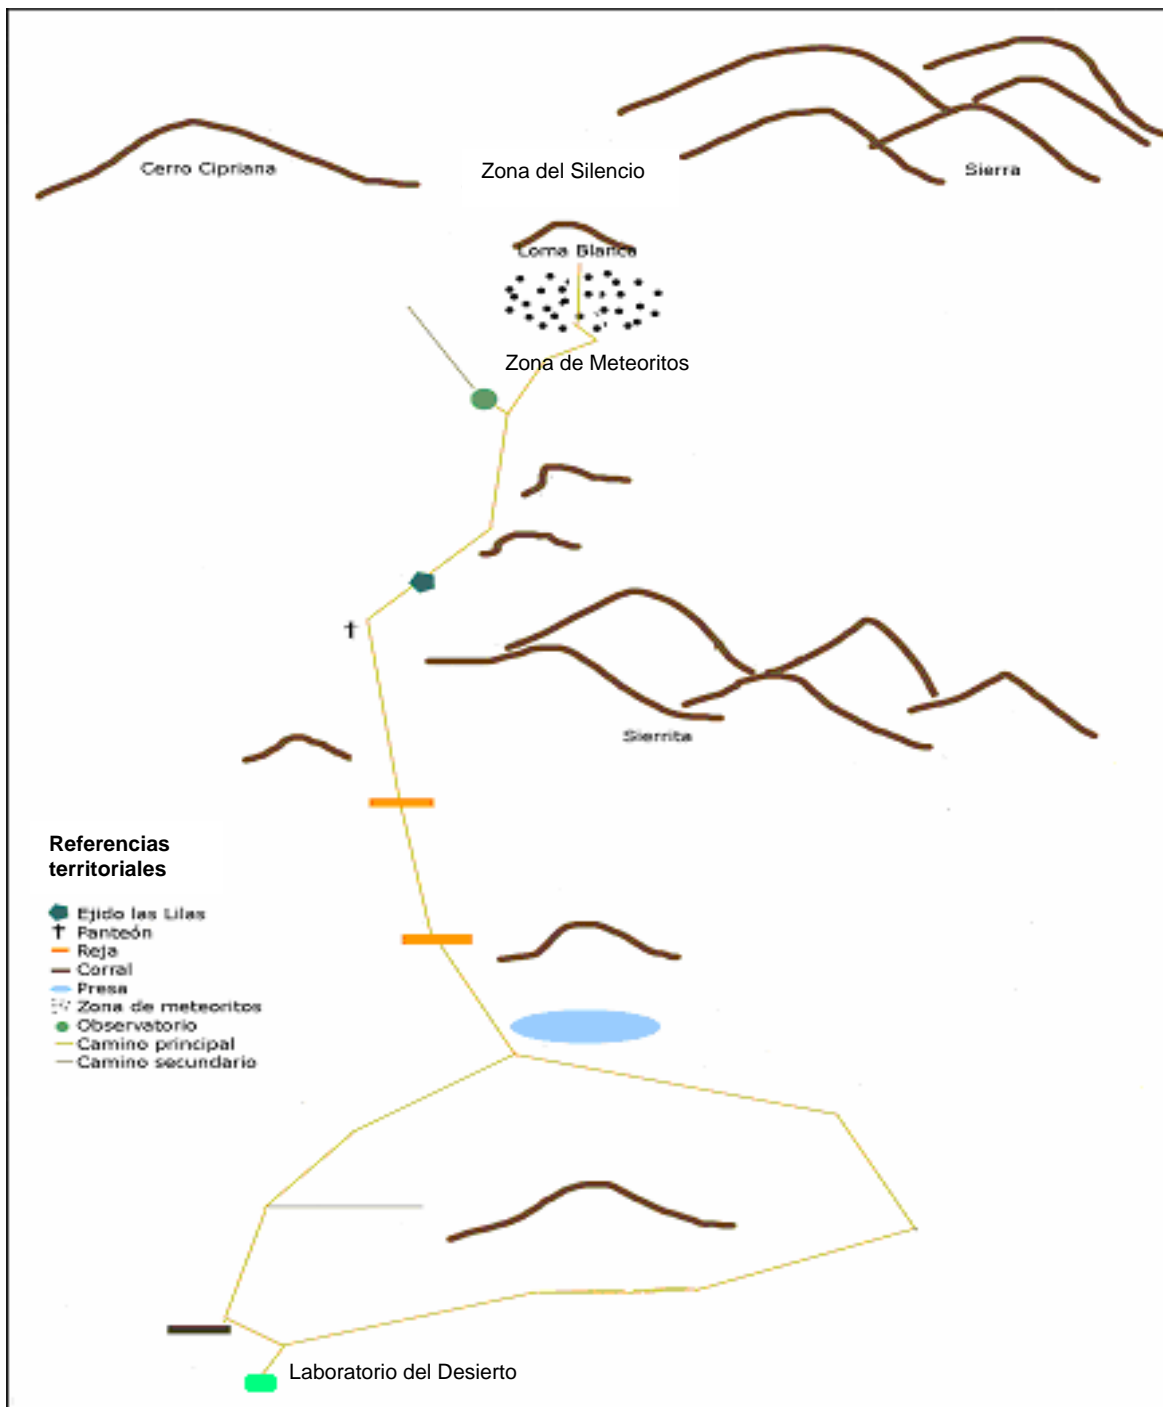 Cerro Cipriana
Zona del Silencio
Sierra
Loma Blanca
Zona de Meteoritos
Sierrita
Referencias
territoriales
Ejido las Lilas
Panteón
Reja
Corral
Presa
Zona de meteoritos
Observatorio
Camino principal
Camino secundario
Laboratorio del Desierto